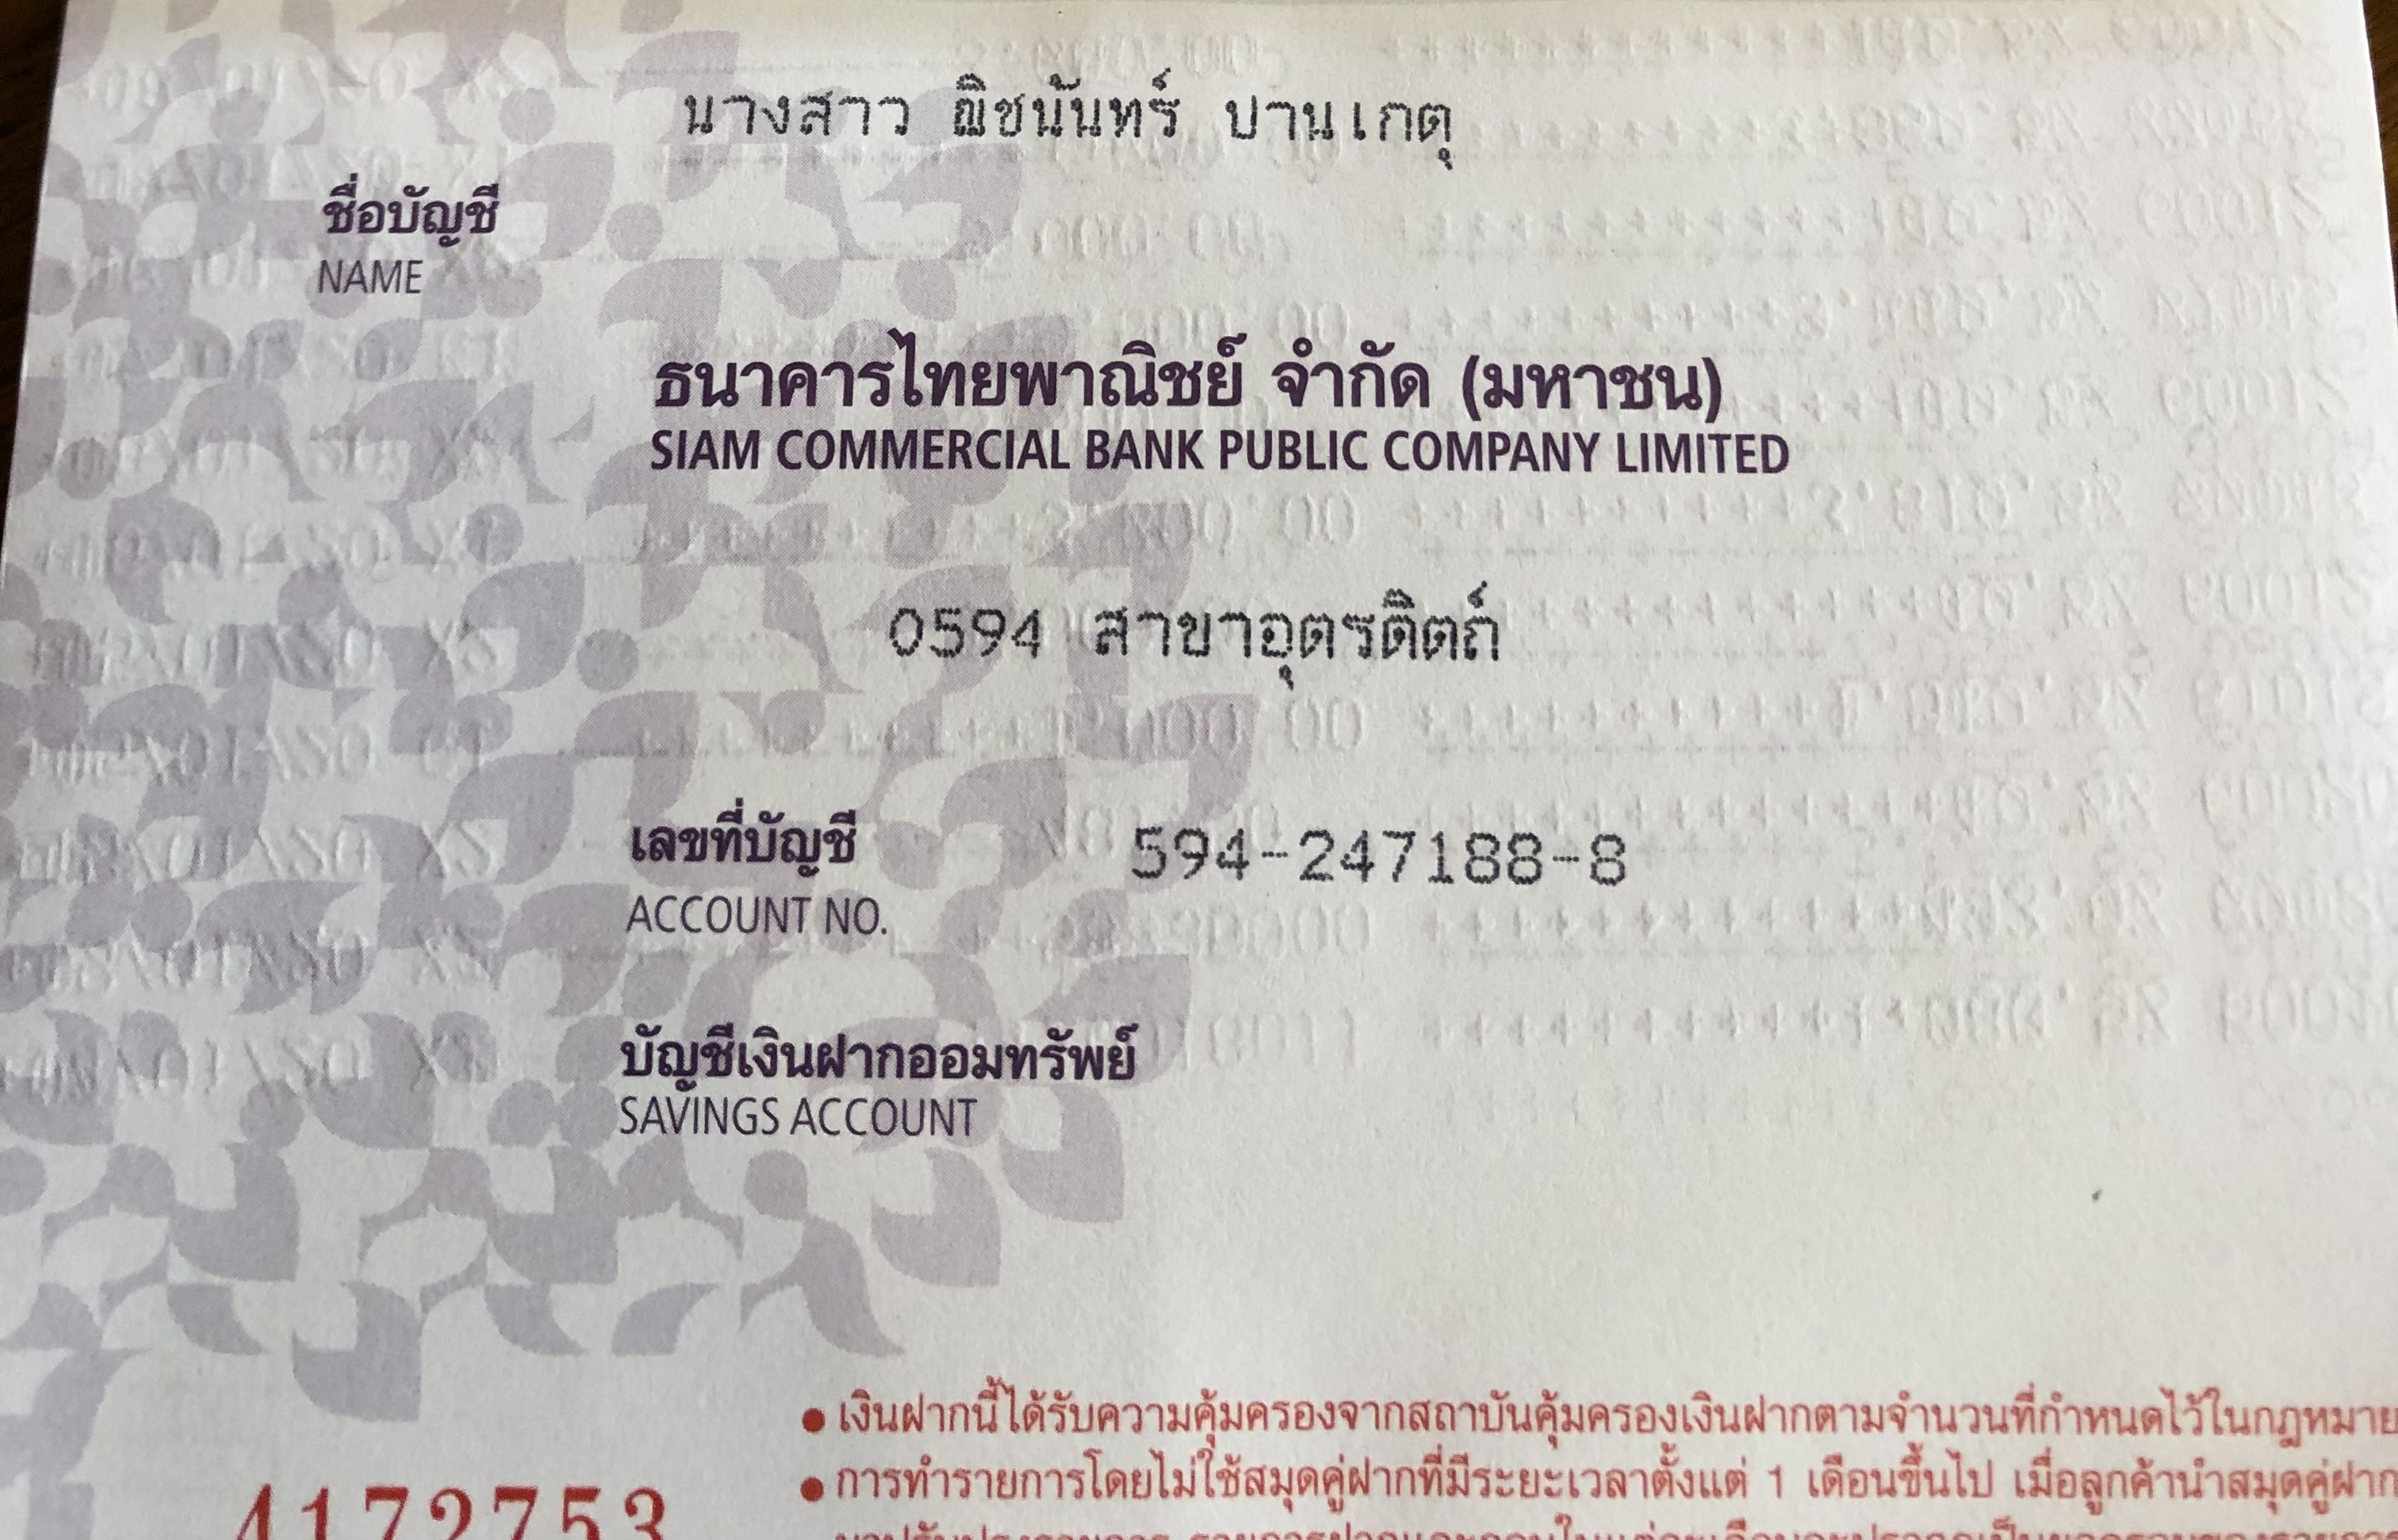 นางสาว ณิชนันทร์ ปานเกตุ
ชื่อบัญชี
NAME
ธนาคารไทยพาณิชย์ จำกัด (มหาชน)
SIAM COMMERCIAL BANK PUBLIC COMPANY LIMITED
0594 สาขาอุตรดิตถ์
เลขที่บัญชี 594-247188-8
ACCOUNT NO.
บัญชีเงินฝากออมทรัพย์
SAVINGS ACCOUNT
• เงินฝากนี้ได้รับความคุ้มครองจากสถาบันคุ้มครองเงินฝากตามจำนวนที่กำหนดไว้ในกฎหมาย
• การทำรายการโดยไม่ใช้สมุดคู่ฝากที่มีระยะเวลาตั้งแต่ 1 เดือนขึ้นไป เมื่อลูกค้านำสมุดคู่ฝาก
4172753